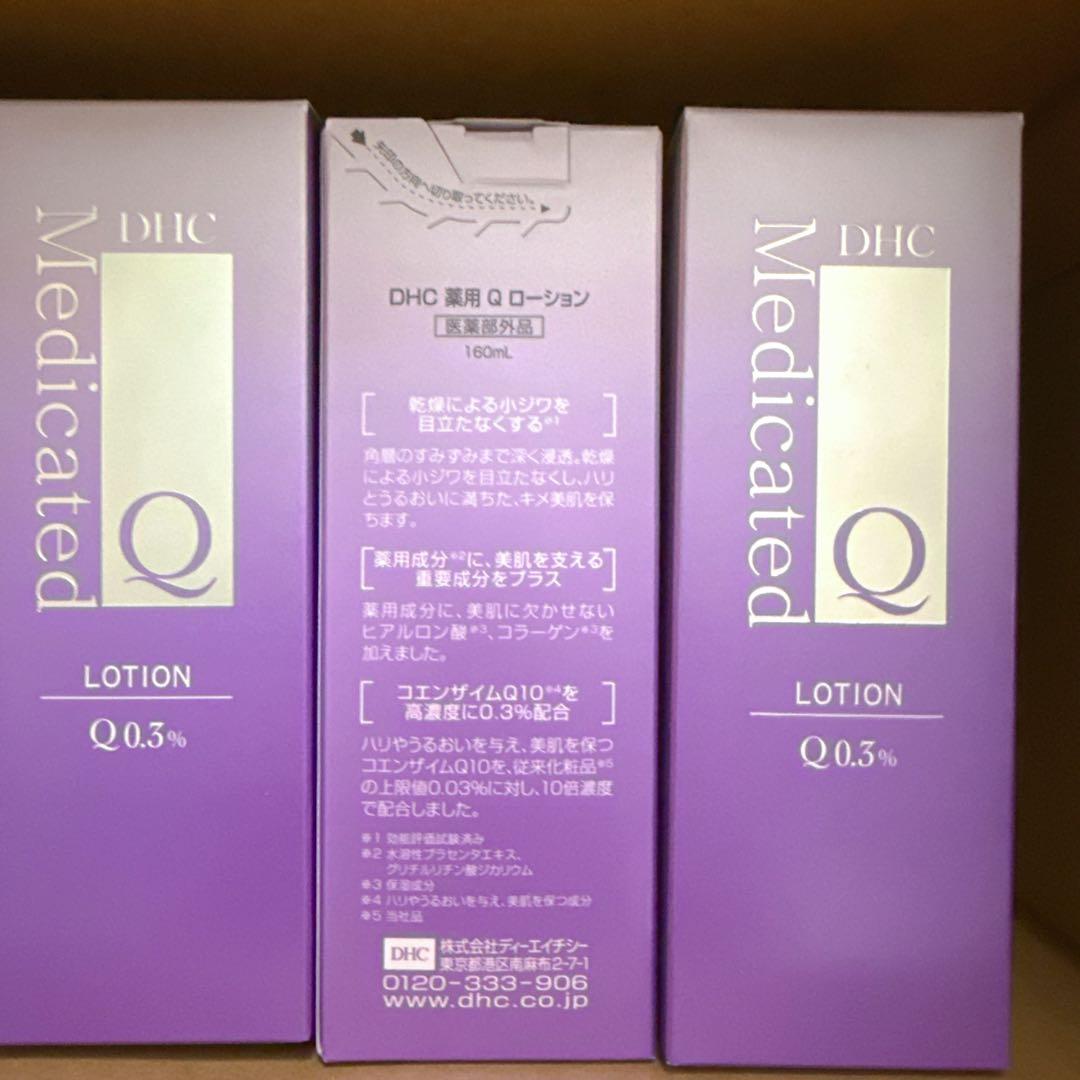 DHC
Medicated
Q
LOTION
Q0.3%
矢印の方向へ切り取ってください。
DHC 薬用 Q ローション
医薬部外品
160mL
乾燥による小ジワを
目立たなくする※1
角層のすみずみまで深く浸透。乾燥
による小ジワを目立たなくし、ハリ
とうるおいに満ちた、キメ美肌を保
ちます。
薬用成分※2に、美肌を支える
重要成分をプラス
薬用成分に、美肌に欠かせない
ヒアルロン酸※3、コラーゲン※3を
加えました。
コエンザイムQ10※4を
高濃度に0.3%配合
ハリやうるおいを与え、美肌を保つ
コエンザイムQ10を、従来化粧品※5
の上限値0.03%に対し、10倍濃度
で配合しました。
※1 効能評価試験済み
※2 水溶性プラセンタエキス、
グリチルリチン酸ジカリウム
※3 保湿成分
※4 ハリやうるおいを与え、美肌を保つ成分
※5 当社品
DHC
株式会社ディーエイチシー
東京都港区南麻布2-7-1
0120-333-906
www.dhc.co.jp
DHC
Medicated
Q
LOTION
Q0.3%